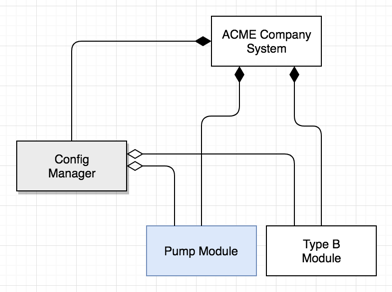 ACME Company
System
Config
Manager
Pump Module
Type B
Module